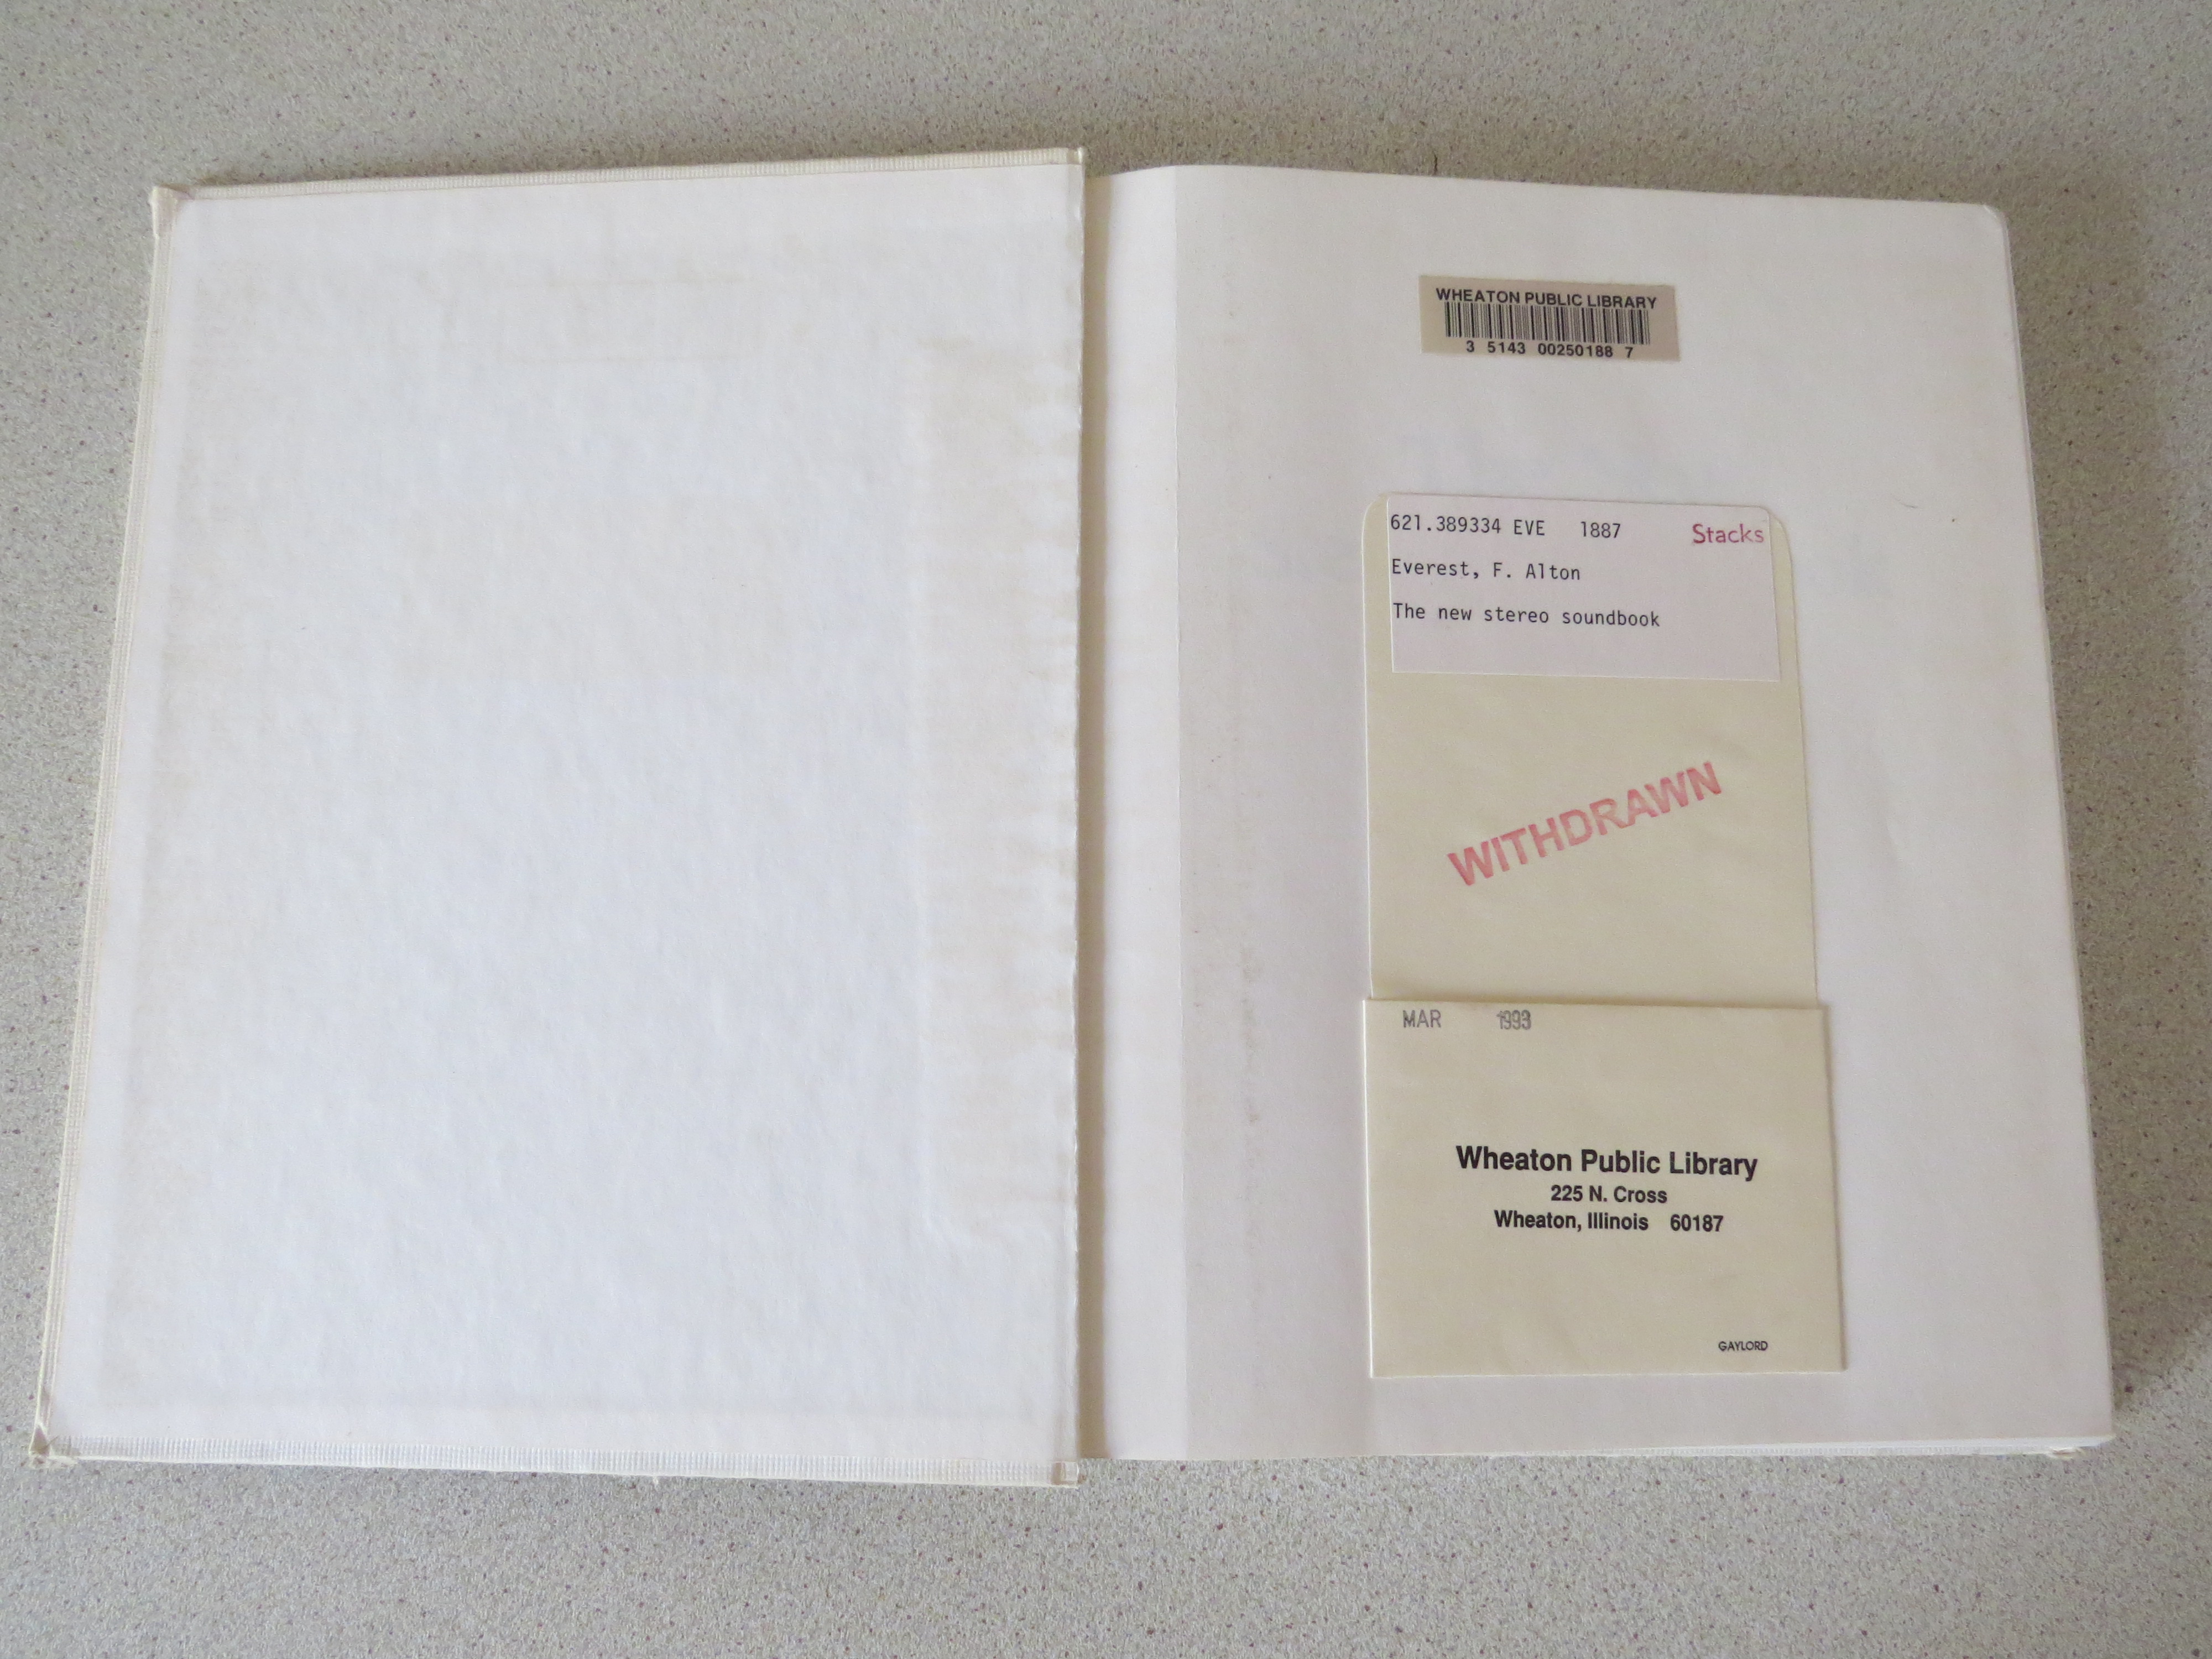 WHEATON PUBLIC LIBRARY
3 5143 00250188 7
621.389334 EVE 1887 Stacks
Everest, F. Alton
The new stereo soundbook
WITHDRAWN
MAR 1993
Wheaton Public Library
225 N. Cross
Wheaton, Illinois 60187
GAYLORD